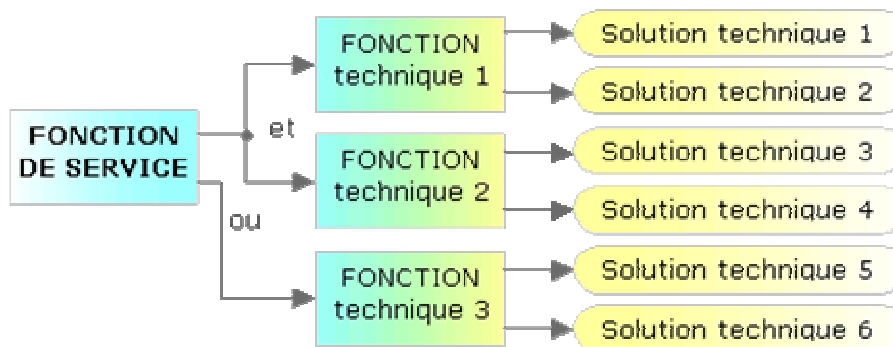 FONCTION
DE SERVICE
et
ou
FONCTION
technique 1
FONCTION
technique 2
FONCTION
technique 3
Solution technique 1
Solution technique 2
Solution technique 3
Solution technique 4
Solution technique 5
Solution technique 6